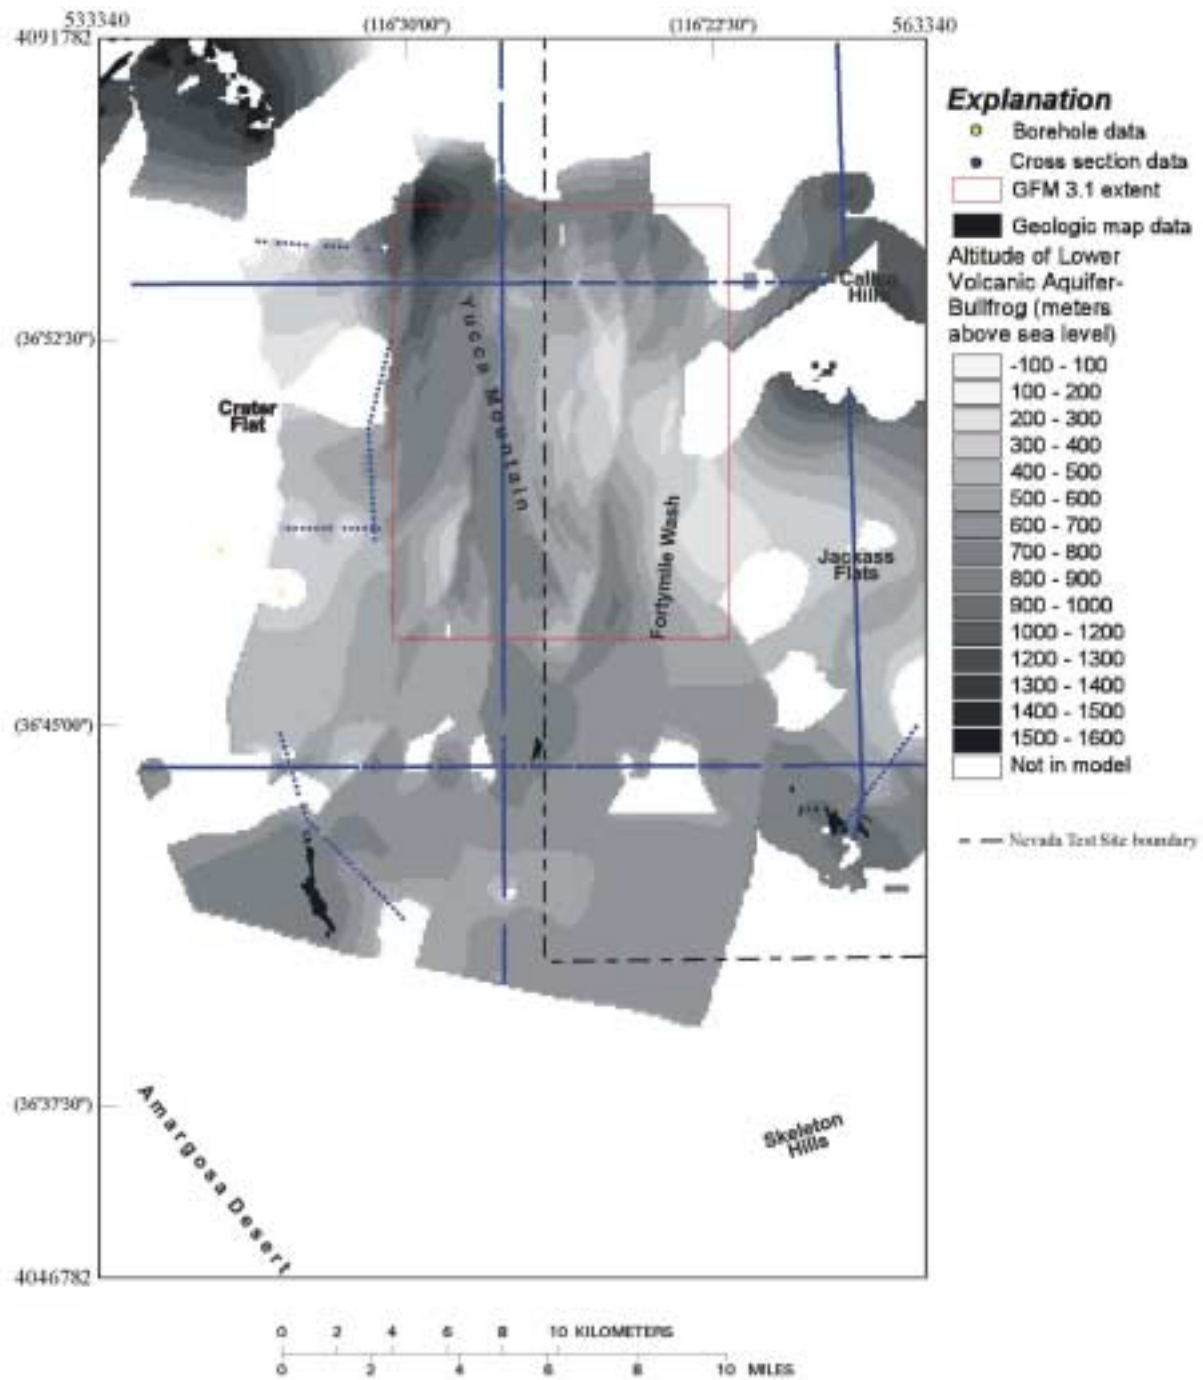 533340
(116°30'00")
(116°22'30")
563340
4091782
Explanation
Borehole data
Cross section data
GFM 3.1 extent
Geologic map data
Altitude of Lower
Volcanic Aquifer-
Bullfrog (meters
above sea level)
-100 - 100
100 - 200
200 - 300
300 - 400
400 - 500
500 - 600
600 - 700
700 - 800
800 - 900
900 - 1000
1000 - 1200
1200 - 1300
1300 - 1400
1400 - 1500
1500 - 1600
Not in model
Nevada Test Site boundary
Calico
Hills
(36°52'30")
Yucca Mountain
Crater
Flat
Fortymile Wash
Jackass
Flats
(36°45'00")
(36°37'30")
Amargosa Desert
Skeleton
Hills
4046782
0 2 4 6 8 10 KILOMETERS
0 2 4 6 8 10 MILES